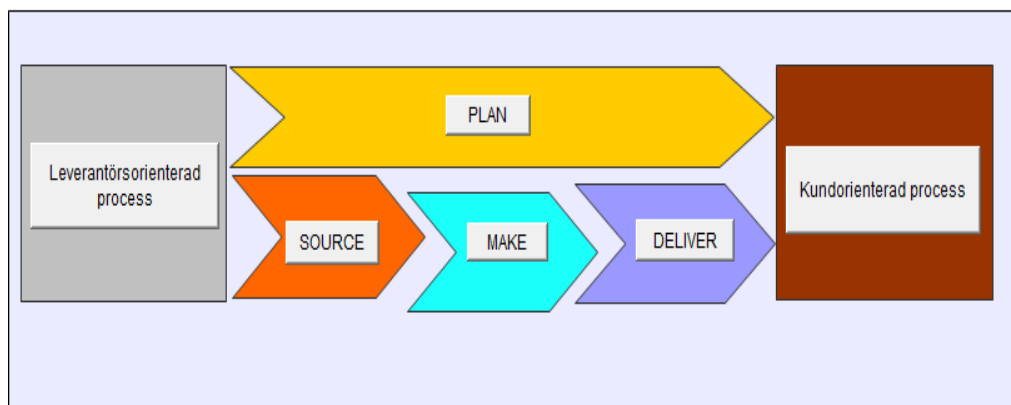 PLAN
Leverantörsorienterad
process
Kundorienterad process
SOURCE
MAKE
DELIVER